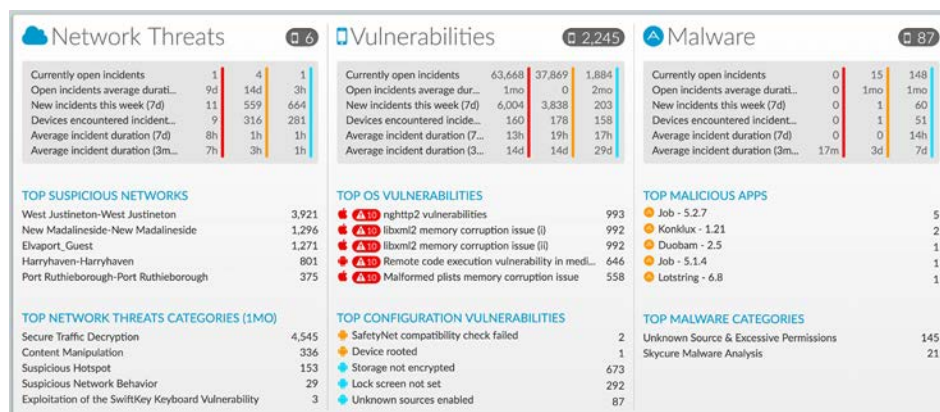 Network Threats
6
Currently open incidents 1 4 1
Open incidents average durati... 9d 14d 3h
New incidents this week (7d) 11 559 664
Devices encountered incident... 9 316 281
Average incident duration (7d) 8h 1h 1h
Average incident duration (3m... 7h 3h 1h
TOP SUSPICIOUS NETWORKS
West Justineton-West Justineton 3,921
New Madalineside-New Madalineside 1,296
Elvaport_Guest 1,271
Harryhaven-Harryhaven 801
Port Ruthieborough-Port Ruthieborough 375
TOP NETWORK THREATS CATEGORIES (1MO)
Secure Traffic Decryption 4,545
Content Manipulation 336
Suspicious Hotspot 153
Suspicious Network Behavior 29
Exploitation of the SwiftKey Keyboard Vulnerability 3
Vulnerabilities
2,245
Currently open incidents 63,668 37,869 1,884
Open incidents average dur... 1mo 0 2mo
New incidents this week (7d) 6,004 3,838 203
Devices encountered incide... 160 178 158
Average incident duration (7... 13h 19h 17h
Average incident duration (3... 14d 14d 29d
TOP OS VULNERABILITIES
10 nghttp2 vulnerabilities 993
10 libxml2 memory corruption issue (i) 992
10 libxml2 memory corruption issue (ii) 992
10 Remote code execution vulnerability in medi... 646
10 Malformed plists memory corruption issue 558
TOP CONFIGURATION VULNERABILITIES
SafetyNet compatibility check failed 2
Device rooted 1
Storage not encrypted 673
Lock screen not set 292
Unknown sources enabled 87
Malware
87
Currently open incidents 0 15 148
Open incidents average dur... 0 1mo 1mo
New incidents this week (7d) 0 1 60
Devices encountered incident... 0 1 51
Average incident duration (7d) 0 0 14h
Average incident duration (3m... 17m 3d 7d
TOP MALICIOUS APPS
Job - 5.2.7 5
Konklux - 1.21 2
Duobam - 2.5 1
Job - 5.1.4 1
Lotstring - 6.8 1
TOP MALWARE CATEGORIES
Unknown Source & Excessive Permissions 145
Skycure Malware Analysis 21